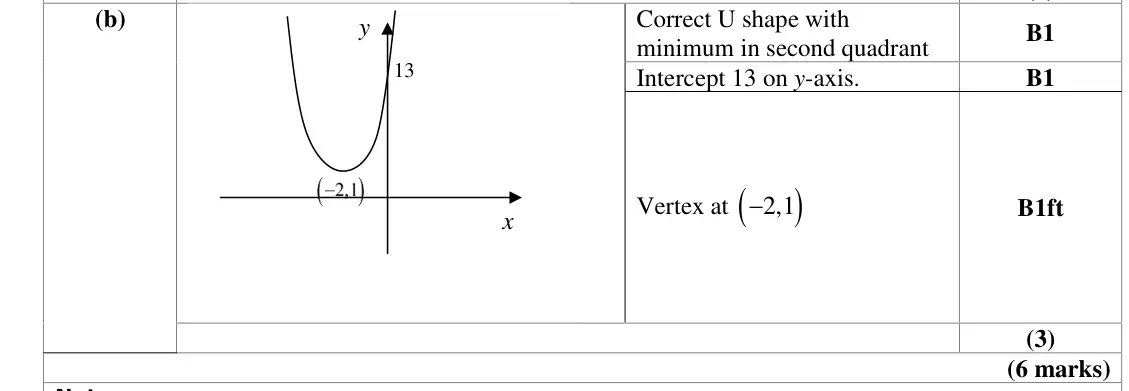 (b)
y
13
(−2,1)
x
Correct U shape with
minimum in second quadrant
B1
Intercept 13 on y-axis.
B1
Vertex at (−2,1)
B1ft
(3)
(6 marks)